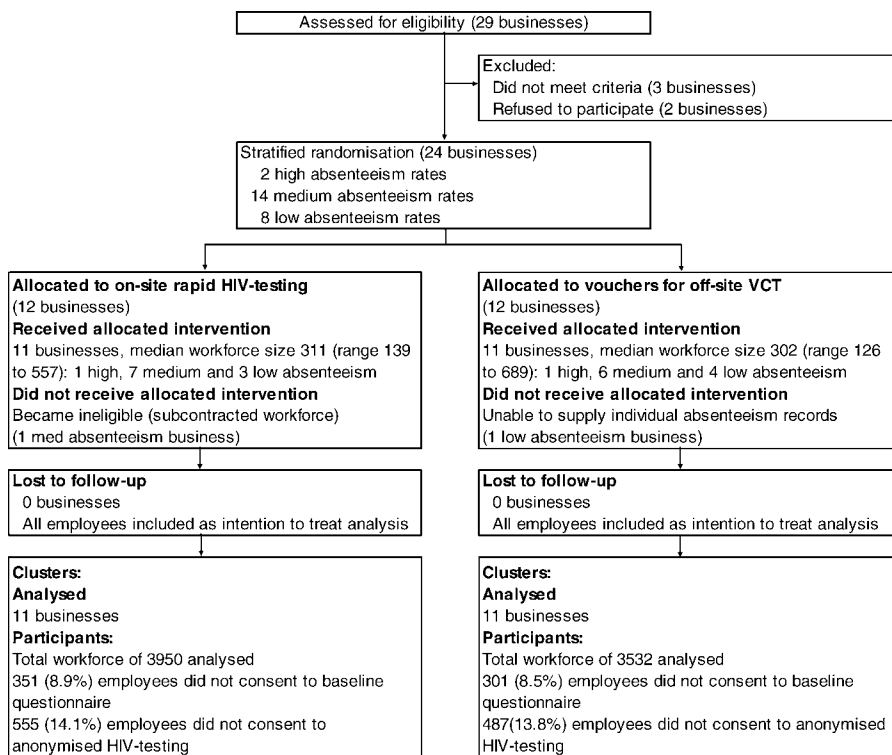 Assessed for eligibility (29 businesses)
Excluded:
Did not meet criteria (3 businesses)
Refused to participate (2 businesses)
Stratified randomisation (24 businesses)
2 high absenteeism rates
14 medium absenteeism rates
8 low absenteeism rates
Allocated to on-site rapid HIV-testing
(12 businesses)
Received allocated intervention
11 businesses, median workforce size 311 (range 139
to 557): 1 high, 7 medium and 3 low absenteeism
Did not receive allocated intervention
Became ineligible (subcontracted workforce)
(1 med absenteeism business)
Allocated to vouchers for off-site VCT
(12 businesses)
Received allocated intervention
11 businesses, median workforce size 302 (range 126
to 689): 1 high, 6 medium and 4 low absenteeism
Did not receive allocated intervention
Unable to supply individual absenteeism records
(1 low absenteeism business)
Lost to follow-up
0 businesses
All employees included as intention to treat analysis
Lost to follow-up
0 businesses
All employees included as intention to treat analysis
Clusters:
Analysed
11 businesses
Participants:
Total workforce of 3950 analysed
351 (8.9%) employees did not consent to baseline
questionnaire
555 (14.1%) employees did not consent to
anonymised HIV-testing
Clusters:
Analysed
11 businesses
Participants:
Total workforce of 3532 analysed
301 (8.5%) employees did not consent to baseline
questionnaire
487(13.8%) employees did not consent to anonymised
HIV-testing